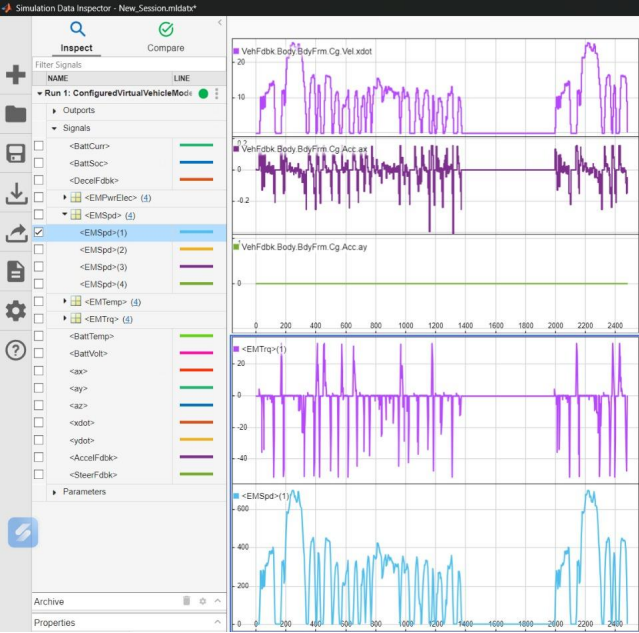 Simulation Data Inspector - New_Session.mldatx*
Inspect
Compare
Filter Signals
NAME
LINE
Run 1: ConfiguredVirtualVehicleMode
Outports
Signals
<BattCurr>
<BattSoc>
<DecelFdbk>
<EMPwrElec> (4)
<EMSpd> (4)
<EMSpd>(1)
<EMSpd>(2)
<EMSpd>(3)
<EMSpd>(4)
<EMTemp> (4)
<EMTrq> (4)
<BattTemp>
<BattVolt>
<ax>
<ay>
<az>
<xdot>
<ydot>
<AccelFdbk>
<SteerFdbk>
Parameters
Archive
Properties
VehFdbk.Body.BdyFrm.Cg.Vel.xdot
20
10
VehFdbk.Body.BdyFrm.Cg.Acc.ax
0.2
0
-0.2
VehFdbk.Body.BdyFrm.Cg.Acc.ay
1
0
0 200 400 600 800 1000 1200 1400 1600 1800 2000 2200 2400
<EMTrq>(1)
20
0
-20
-40
<EMSpd>(1)
600
400
200
0
0 200 400 600 800 1000 1200 1400 1600 1800 2000 2200 2400